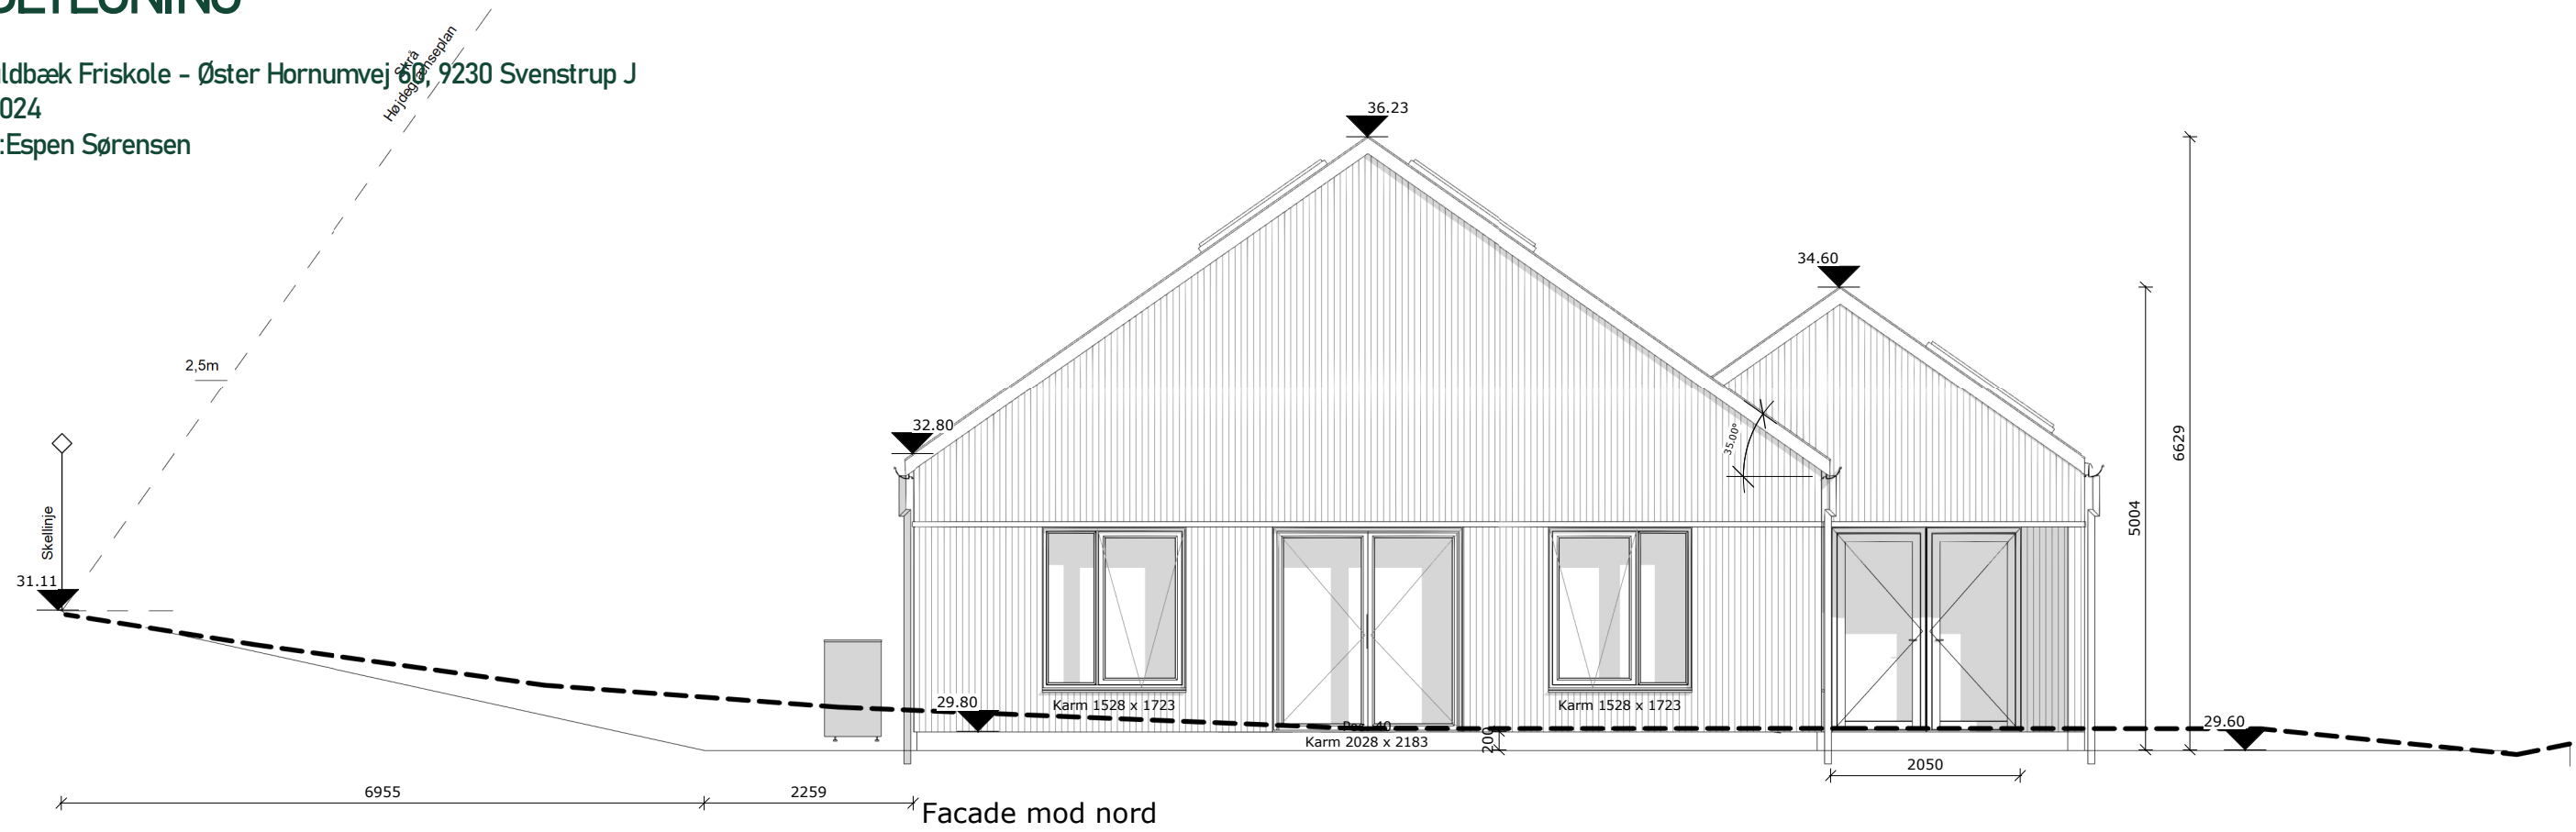 ldbæk Friskole - Øster Hornumvej 60, 9230 Svenstrup J
024
:Espen Sørensen
Skrå
Højdegrænseplan
36.23
34.60
2,5m
32.80
35.00°
6629
5004
Skellinje
31.11
29.80
Karm 1528 x 1723
Karm 1528 x 1723
29.60
Karm 2028 x 2183
200
2050
6955
2259
Facade mod nord